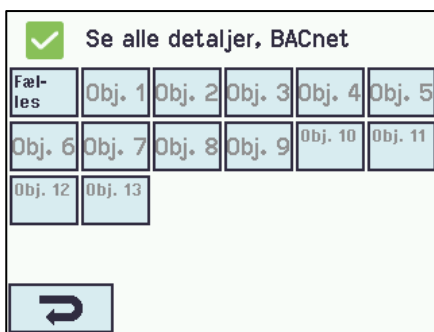 Se alle detaljer, BACnet
Fæl-
les
Obj. 1 Obj. 2 Obj. 3 Obj. 4 Obj. 5
Obj. 6 Obj. 7 Obj. 8 Obj. 9 Obj. 10 Obj. 11
Obj. 12 Obj. 13